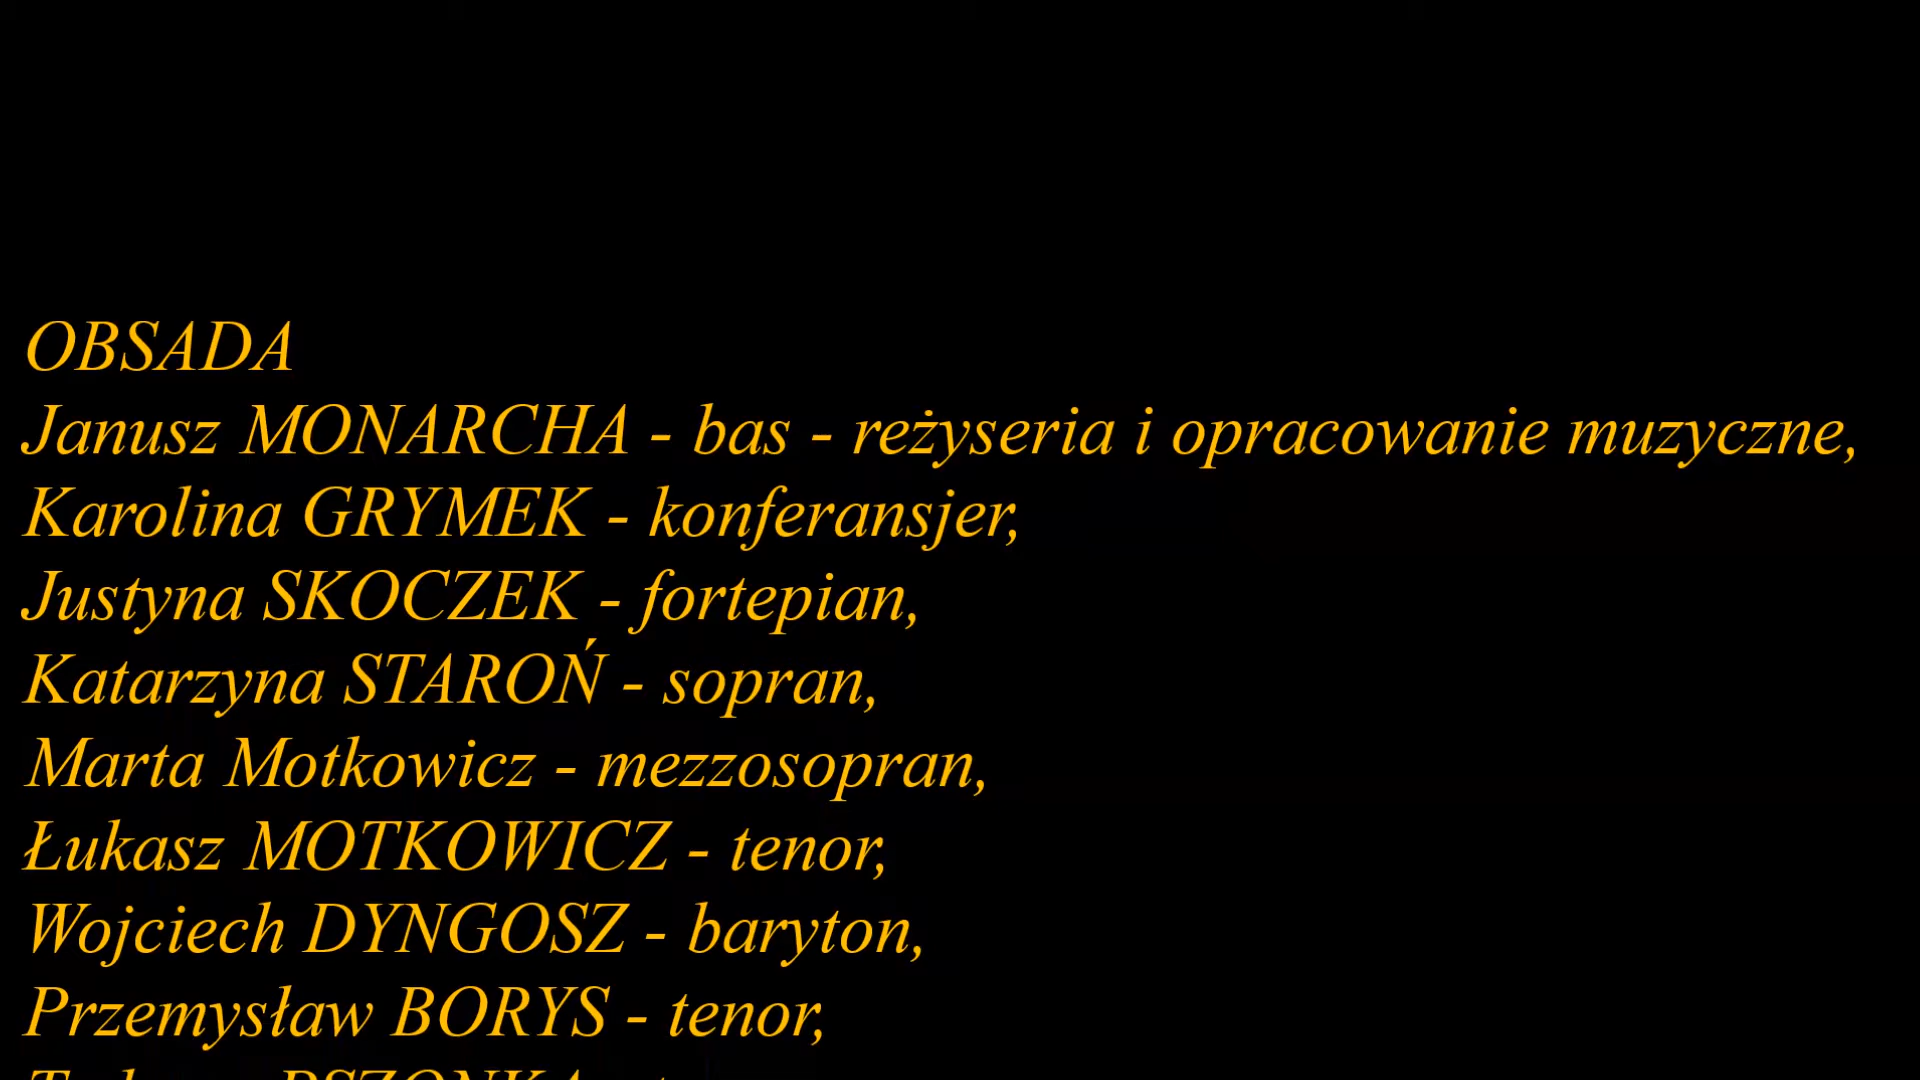 OBSADA
Janusz MONARCHA - bas - reżyseria i opracowanie muzyczne,
Karolina GRYMEK - konferansjer,
Justyna SKOCZEK - fortepian,
Katarzyna STAROŃ - sopran,
Marta Motkowicz - mezzosopran,
Łukasz MOTKOWICZ - tenor,
Wojciech DYNGOSZ - baryton,
Przemysław BORYS - tenor,